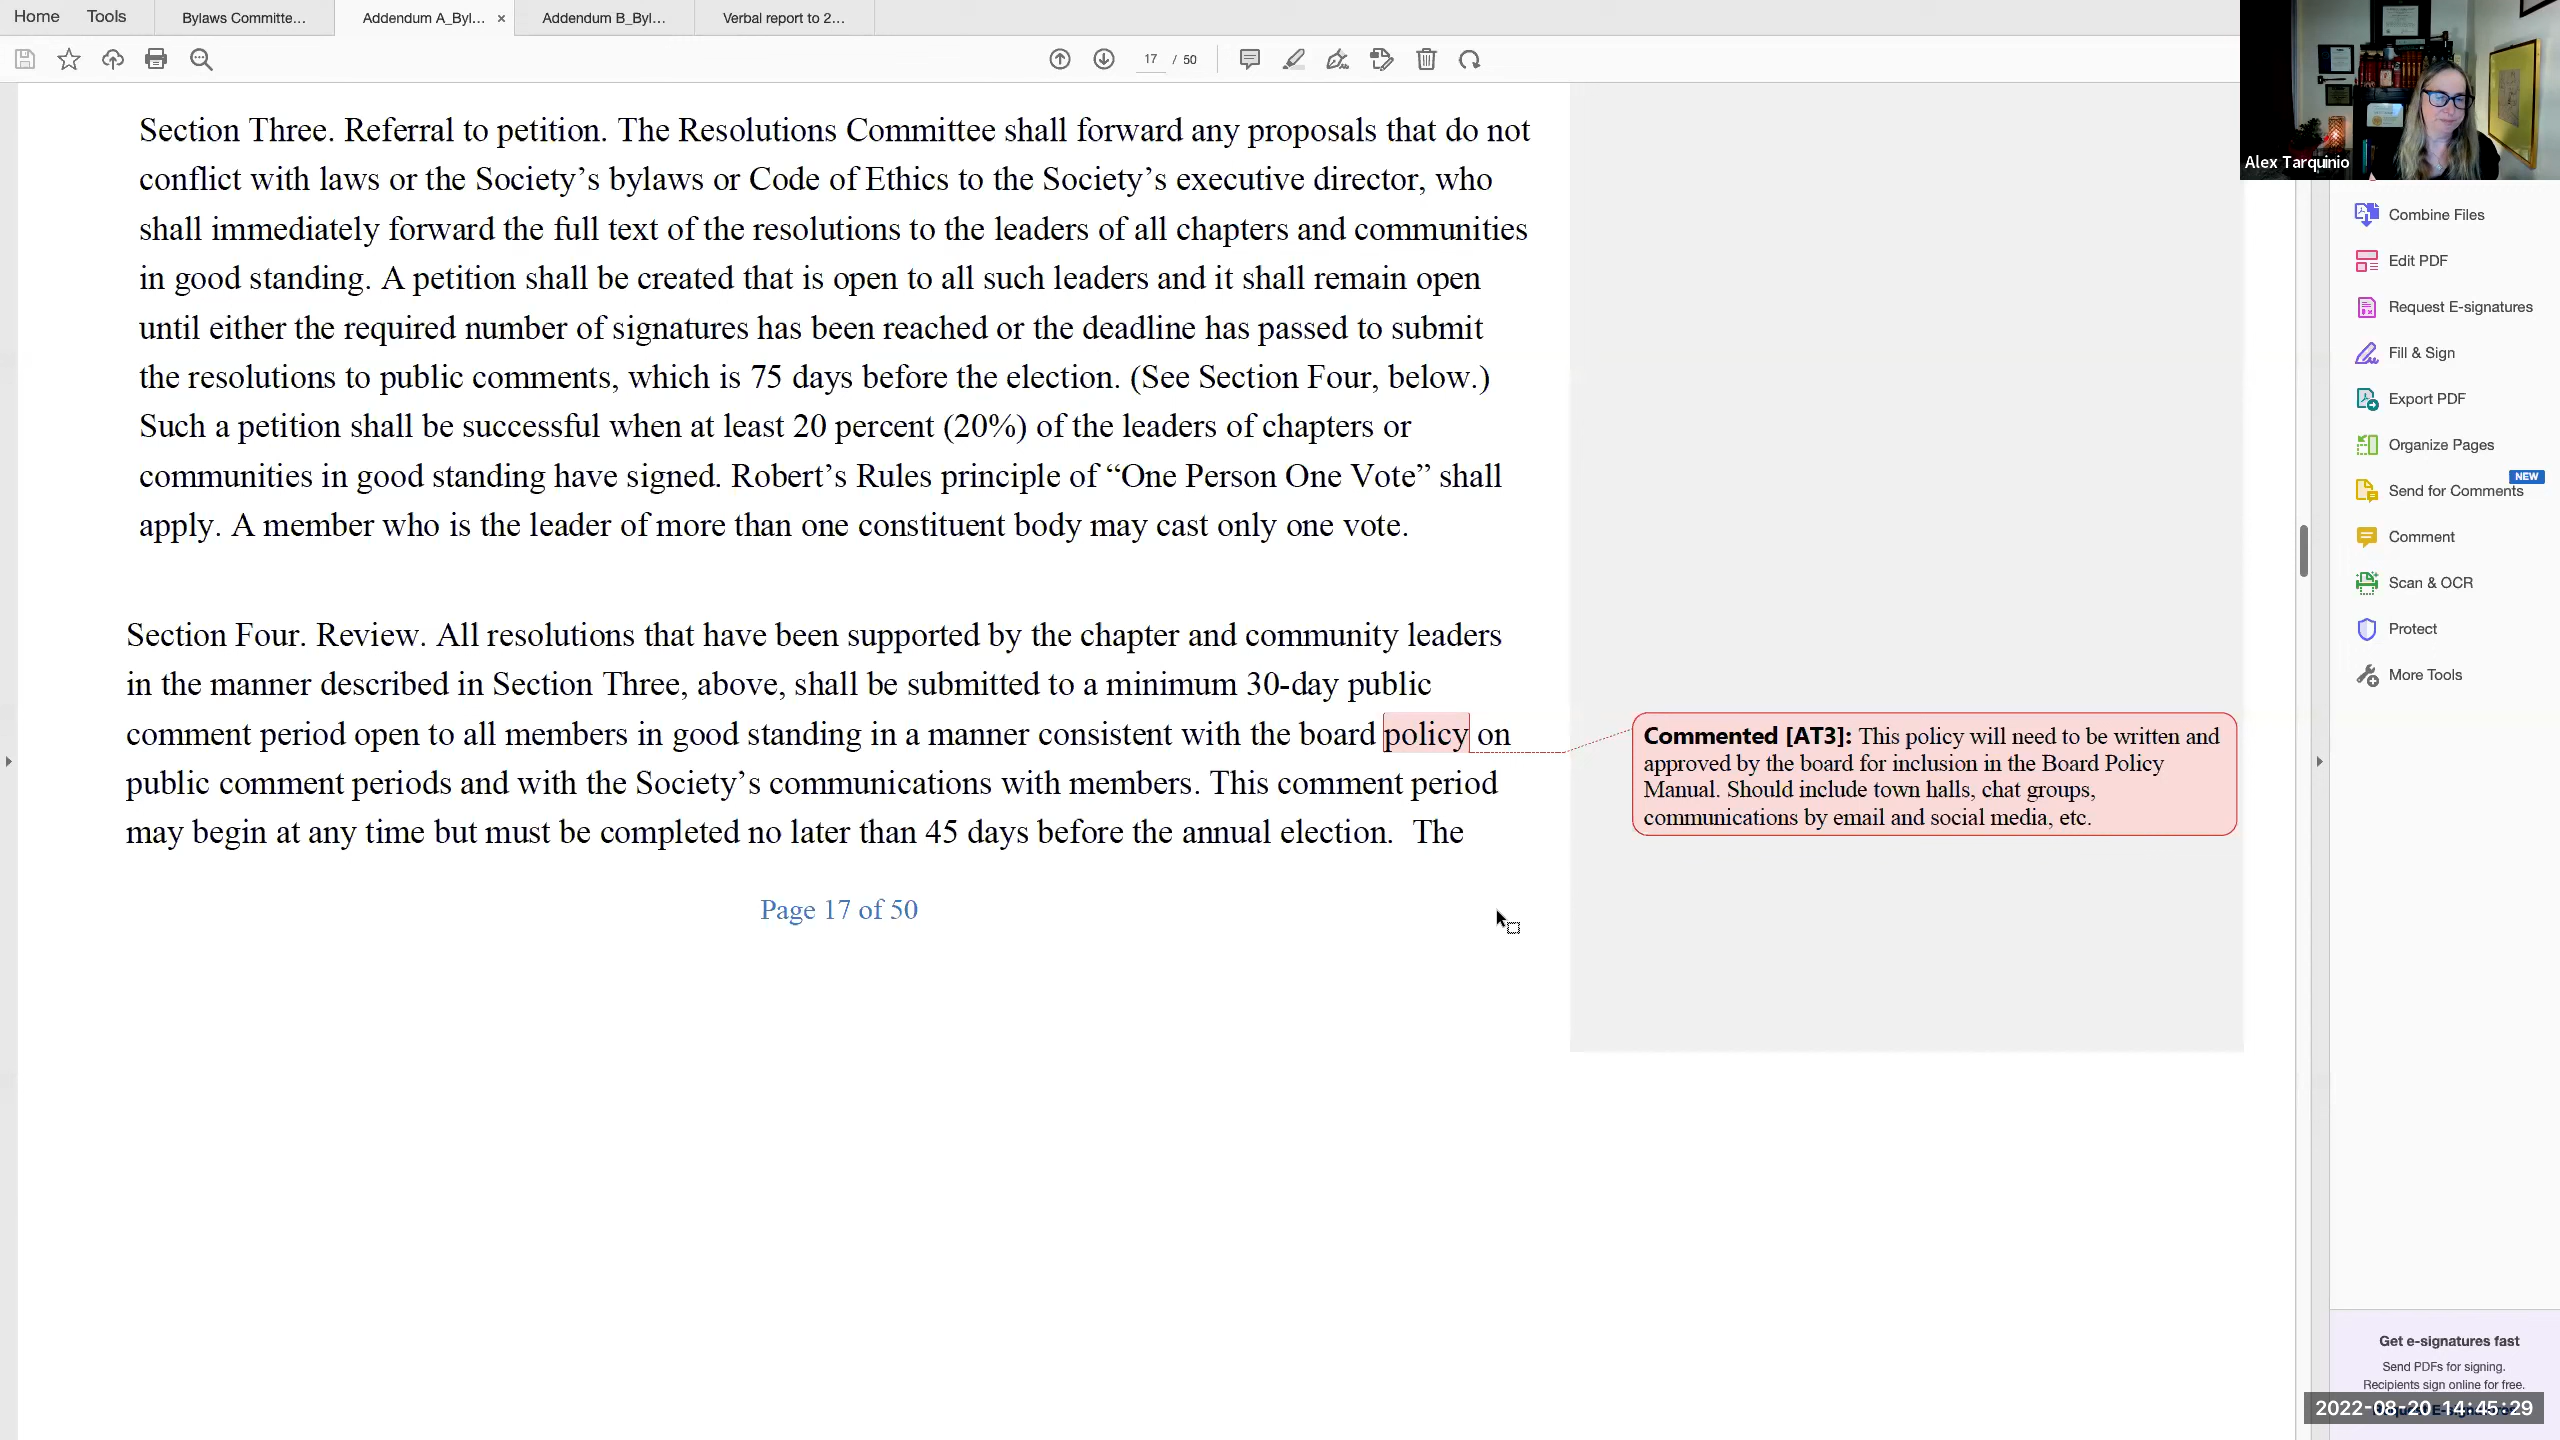 Home
Tools
Bylaws Committe...
Addendum A_Byl...
Addendum B_Byl...
Verbal report to 2...
17 / 50
Alex Tarquinio
Section Three. Referral to petition. The Resolutions Committee shall forward any proposals that do not
conflict with laws or the Society’s bylaws or Code of Ethics to the Society’s executive director, who
shall immediately forward the full text of the resolutions to the leaders of all chapters and communities
in good standing. A petition shall be created that is open to all such leaders and it shall remain open
until either the required number of signatures has been reached or the deadline has passed to submit
the resolutions to public comments, which is 75 days before the election. (See Section Four, below.)
Such a petition shall be successful when at least 20 percent (20%) of the leaders of chapters or
communities in good standing have signed. Robert’s Rules principle of “One Person One Vote” shall
apply. A member who is the leader of more than one constituent body may cast only one vote.
Section Four. Review. All resolutions that have been supported by the chapter and community leaders
in the manner described in Section Three, above, shall be submitted to a minimum 30-day public
comment period open to all members in good standing in a manner consistent with the board policy on
public comment periods and with the Society’s communications with members. This comment period
may begin at any time but must be completed no later than 45 days before the annual election.  The
Page 17 of 50
Commented [AT3]: This policy will need to be written and
approved by the board for inclusion in the Board Policy
Manual. Should include town halls, chat groups,
communications by email and social media, etc.
Combine Files
Edit PDF
Request E-signatures
Fill & Sign
Export PDF
Organize Pages
NEW
Send for Comments
Comment
Scan & OCR
Protect
More Tools
Get e-signatures fast
Send PDFs for signing.
Recipients sign online for free.
2022-08-20 14:45:29